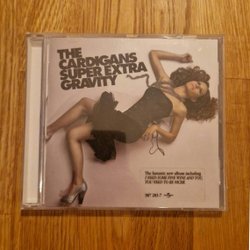 THE
CARDIGANS
SUPER EXTRA
GRAVITY
The fantastic new album including
I NEED SOME FINE WINE AND YOU,
YOU NEED TO BE NICER